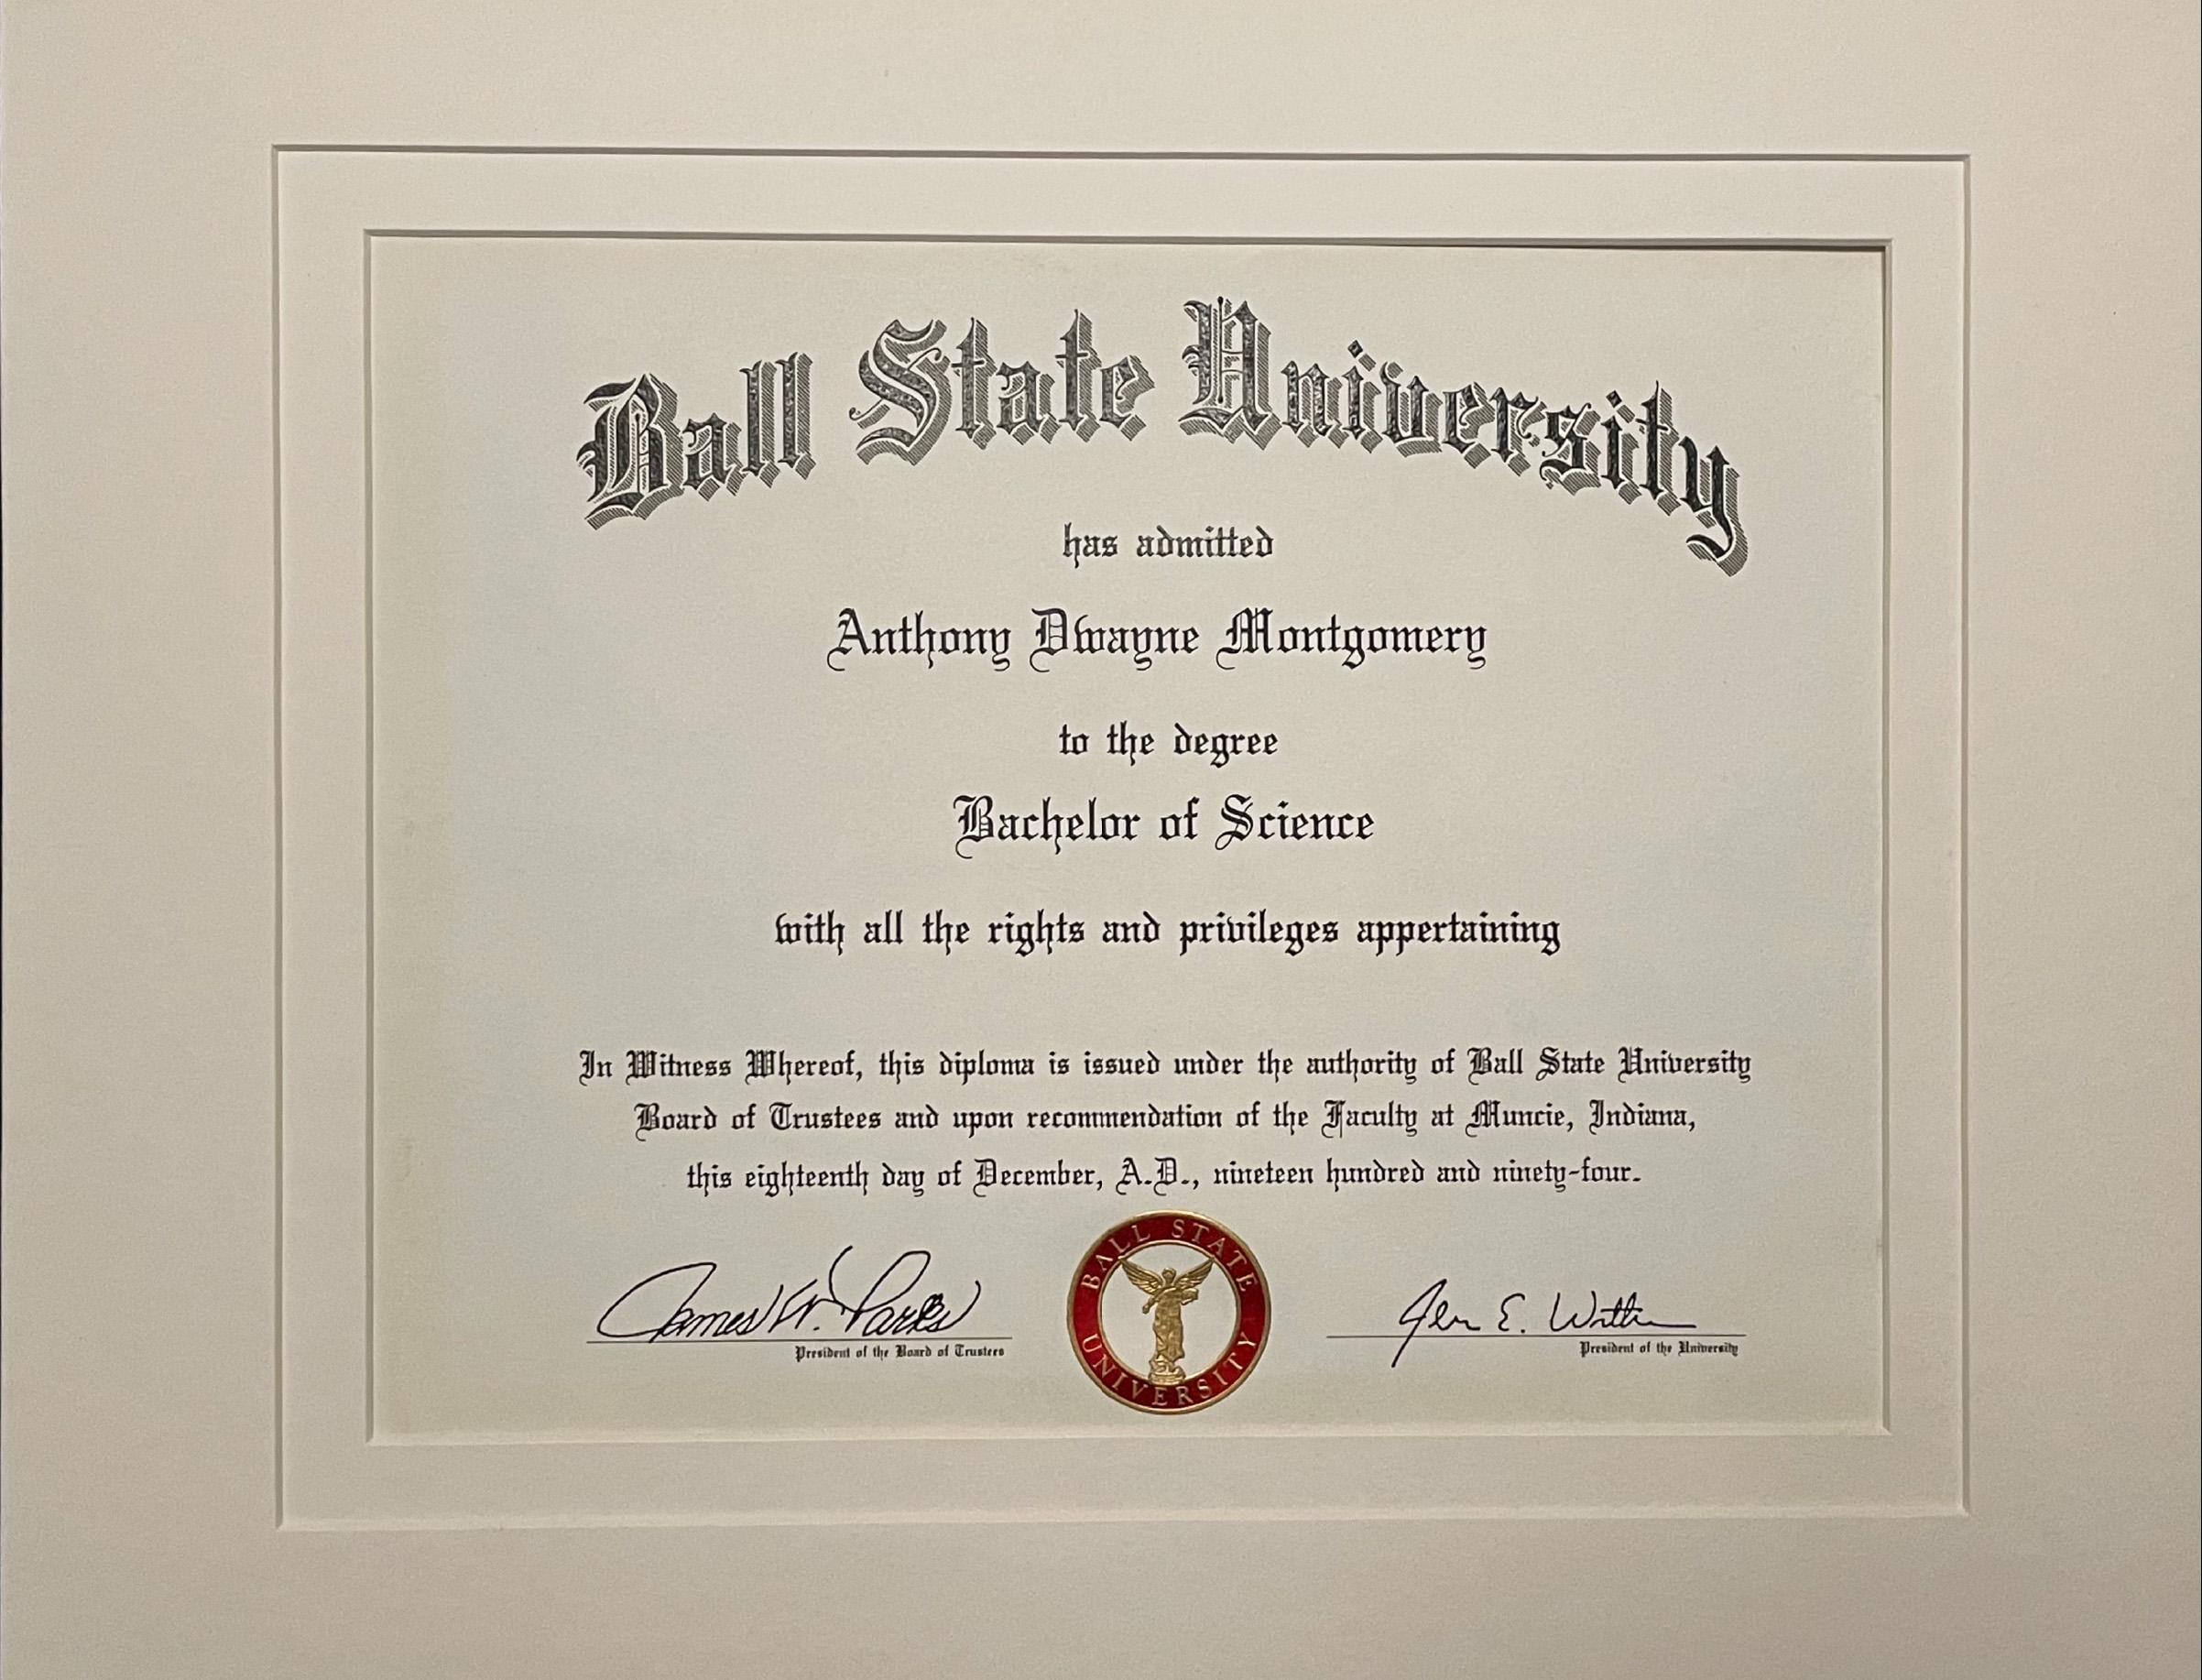 Ball State University
has admitted
Anthony Dwayne Montgomery
to the degree
Bachelor of Science
with all the rights and privileges appertaining
In Witness Whereof, this diploma is issued under the authority of Ball State University
Board of Trustees and upon recommendation of the Faculty at Muncie, Indiana,
this eighteenth day of December, A.D., nineteen hundred and ninety-four.
James W. Parks
President of the Board of Trustees
BALL STATE
UNIVERSITY
E.
President of the University